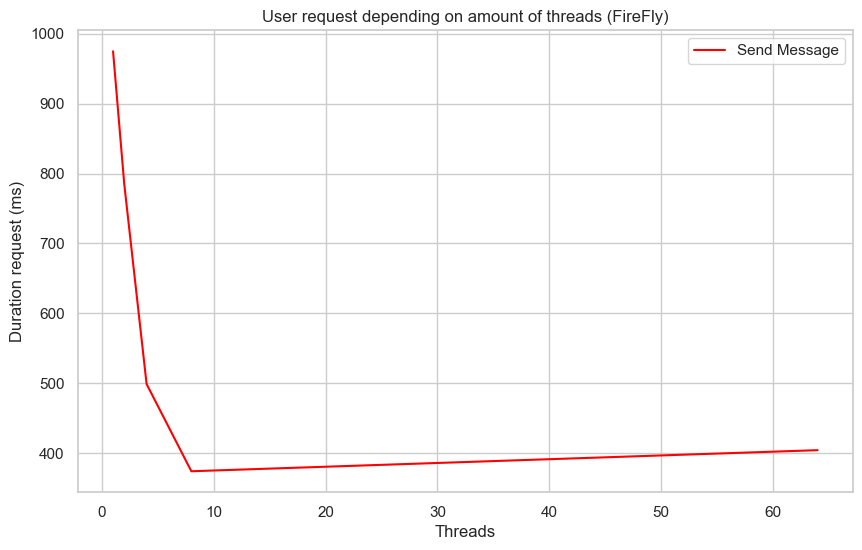 User request depending on amount of threads (FireFly)
Send Message
Duration request (ms)
1000
900
800
700
600
500
400
0 10 20 30 40 50 60
Threads